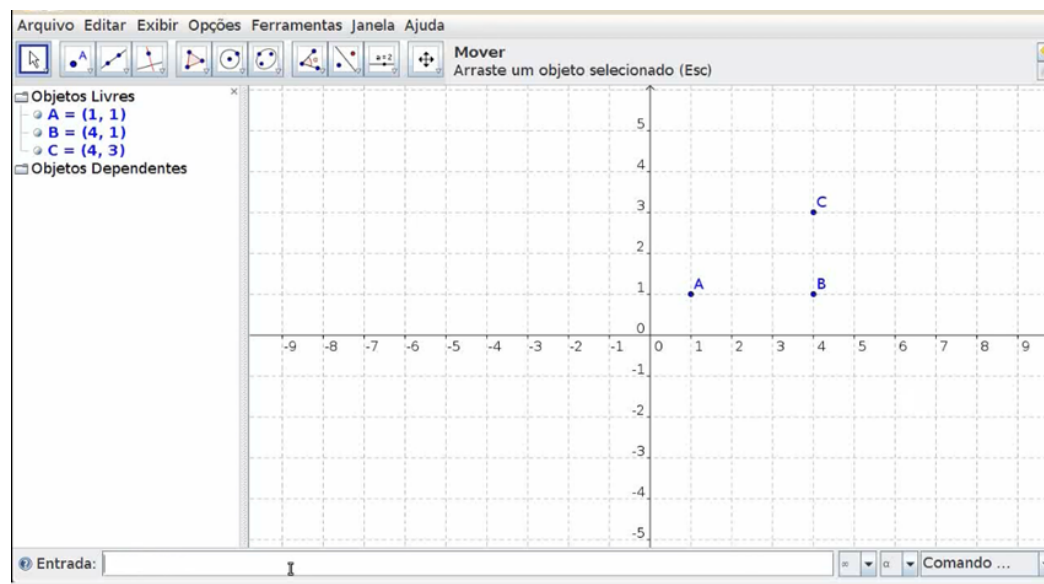 Arquivo Editar Exibir Opções Ferramentas Janela Ajuda
A
a=2
Mover
Arraste um objeto selecionado (Esc)
Objetos Livres
A = (1, 1)
B = (4, 1)
C = (4, 3)
Objetos Dependentes
5
4
3
2
1
0
-1
-2
-3
-4
-5
C
A
B
-9 -8 -7 -6 -5 -4 -3 -2 -1 0 1 2 3 4 5 6 7 8 9
Entrada:
∞
α
Comando ...